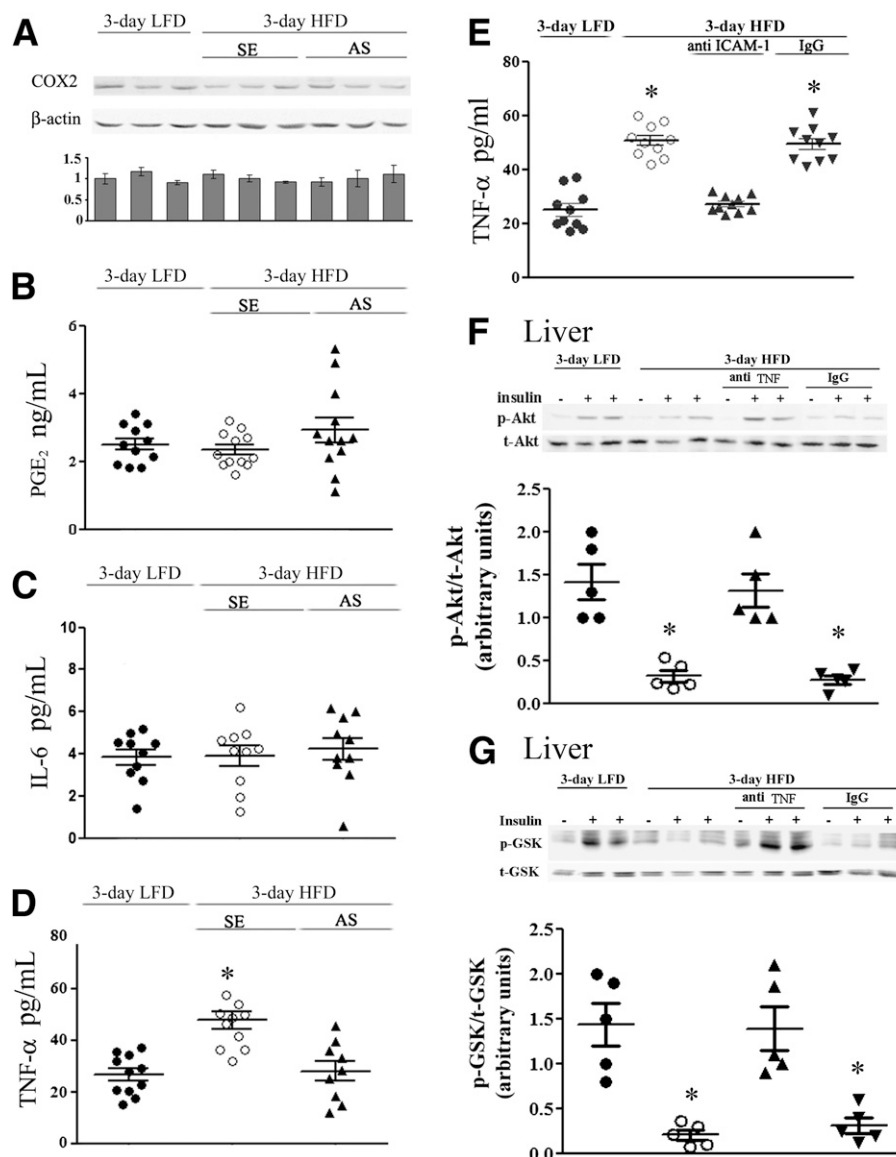 A
3-day LFD 3-day HFD
SE AS
COX2
β-actin
1.5
1
0.5
0
B
3-day LFD 3-day HFD
SE AS
PGE₂ ng/mL
6
4
2
0
C
3-day LFD 3-day HFD
SE AS
IL-6 pg/mL
10
8
6
4
2
0
D
3-day LFD 3-day HFD
SE AS
TNF-α pg/mL
80
60
40
20
0
*
E
3-day LFD 3-day HFD
anti ICAM-1 IgG
TNF-α pg/ml
80
60
40
20
0
* *
F Liver
3-day LFD 3-day HFD
anti TNF IgG
insulin - + + - + + - + + - + +
p-Akt
t-Akt
p-Akt/t-Akt
(arbitrary units)
2.0
1.5
1.0
0.5
0.0
* *
G Liver
3-day LFD 3-day HFD
anti TNF IgG
Insulin - + + - + + - + + - + +
p-GSK
t-GSK
p-GSK/t-GSK
(arbitrary units)
2.5
2.0
1.5
1.0
0.5
0.0
* *